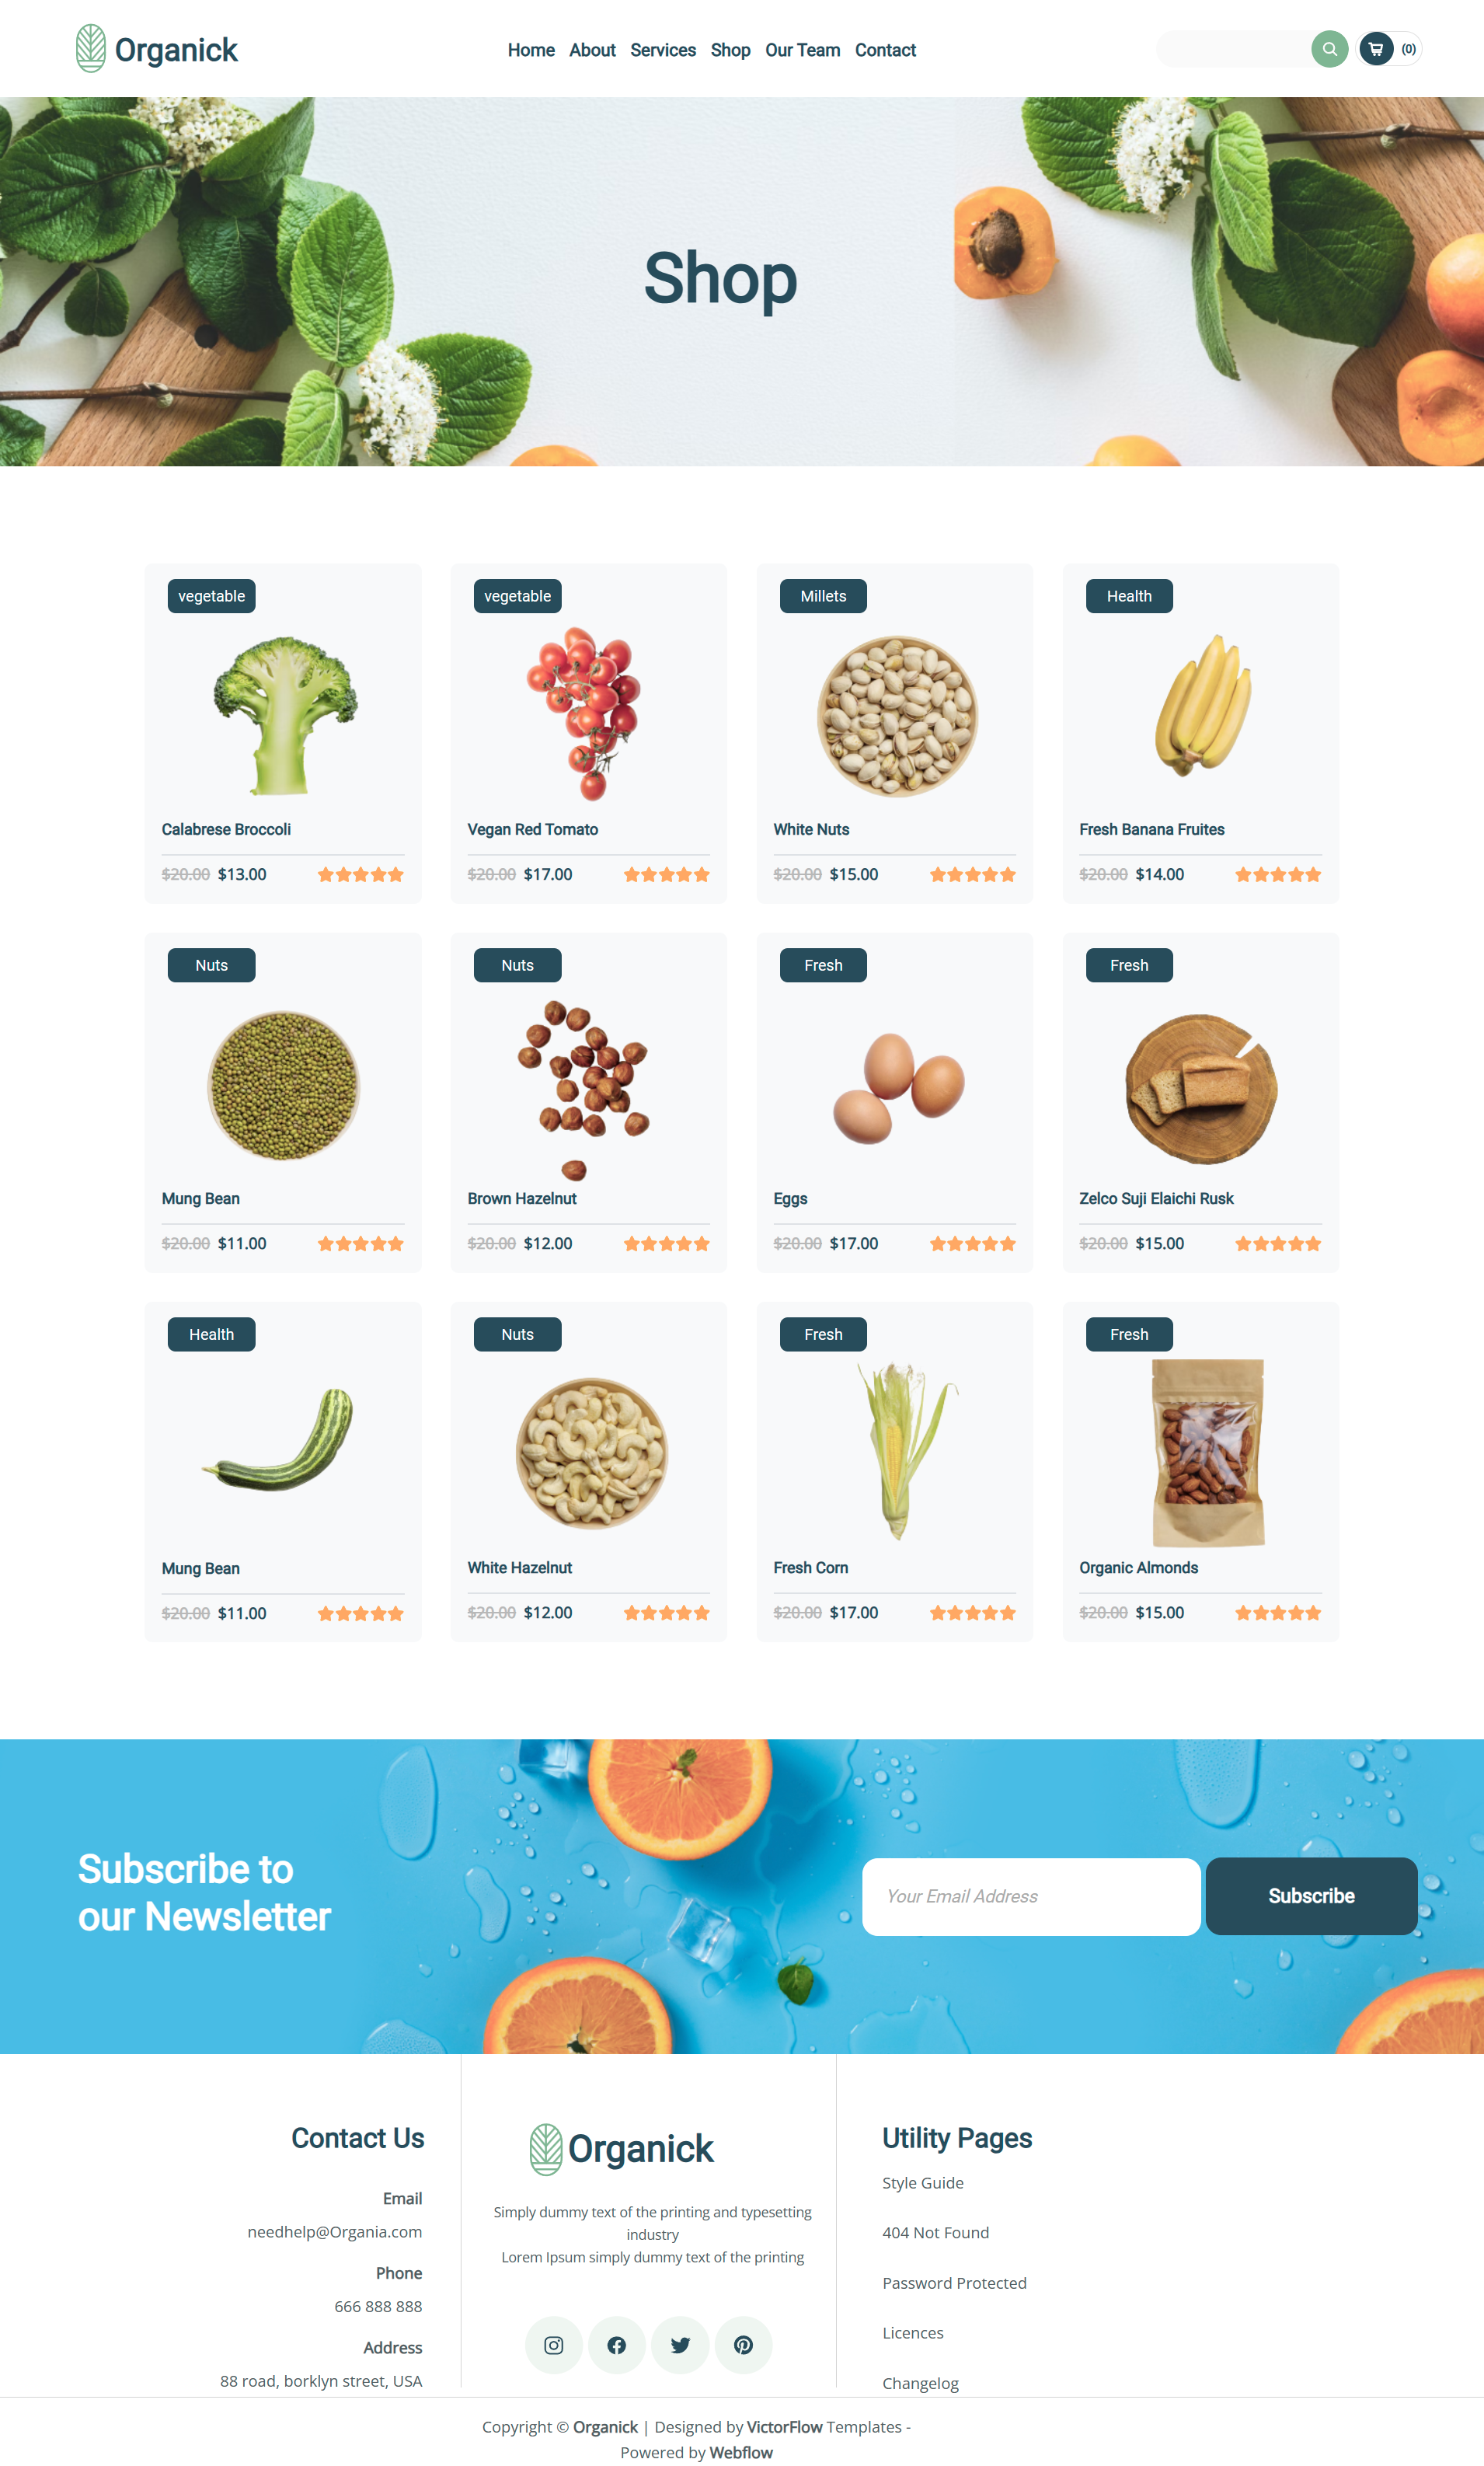 Organick
Home About Services Shop Our Team Contact
(0)
Shop
vegetable
Calabrese Broccoli
$20.00 $13.00
vegetable
Vegan Red Tomato
$20.00 $17.00
Millets
White Nuts
$20.00 $15.00
Health
Fresh Banana Fruites
$20.00 $14.00
Nuts
Mung Bean
$20.00 $11.00
Nuts
Brown Hazelnut
$20.00 $12.00
Fresh
Eggs
$20.00 $17.00
Fresh
Zelco Suji Elaichi Rusk
$20.00 $15.00
Health
Mung Bean
$20.00 $11.00
Nuts
White Hazelnut
$20.00 $12.00
Fresh
Fresh Corn
$20.00 $17.00
Fresh
Organic Almonds
$20.00 $15.00
Subscribe to
our Newsletter
Your Email Address
Subscribe
Contact Us
Email
needhelp@Organia.com
Phone
666 888 888
Address
88 road, borklyn street, USA
Organick
Simply dummy text of the printing and typesetting
industry
Lorem Ipsum simply dummy text of the printing
Utility Pages
Style Guide
404 Not Found
Password Protected
Licences
Changelog
Copyright © Organick | Designed by VictorFlow Templates -
Powered by Webflow